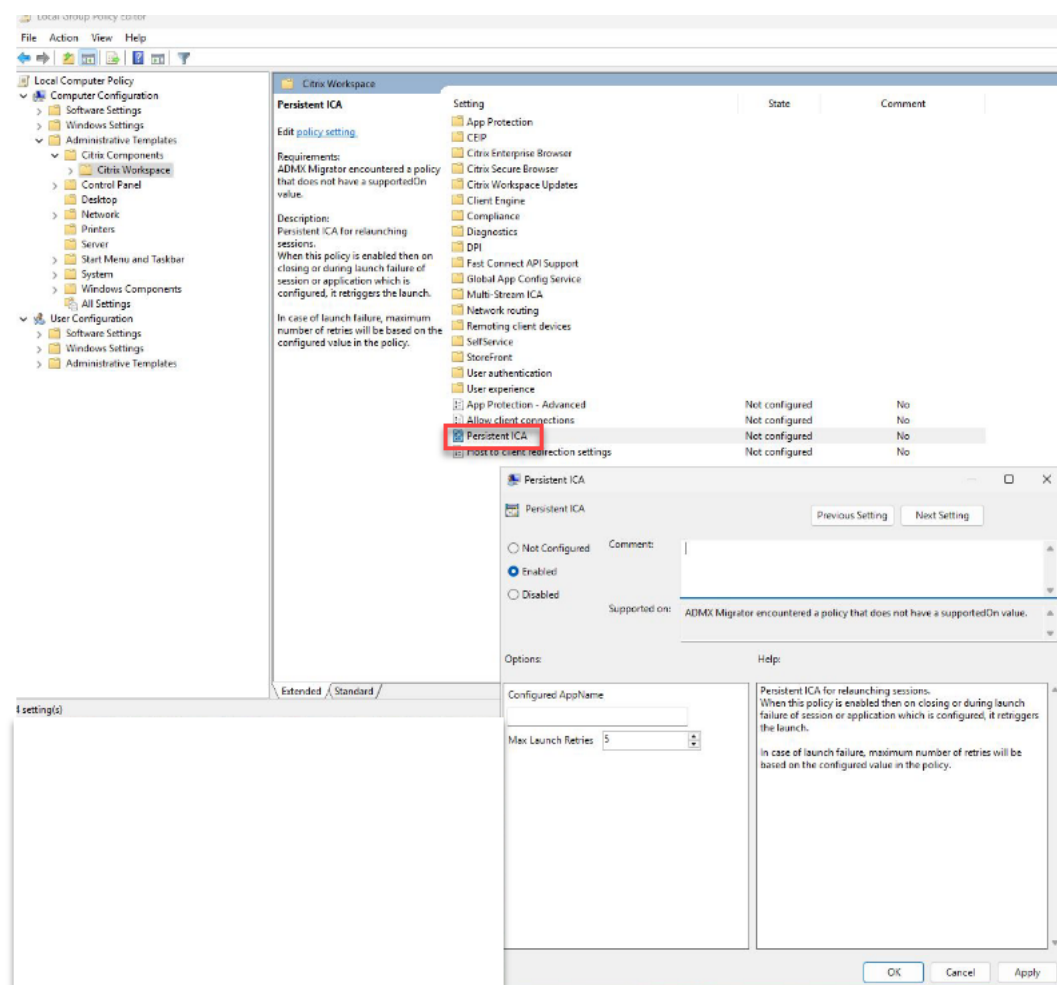 Local Group Policy Editor
File Action View Help
Local Computer Policy
Computer Configuration
Software Settings
Windows Settings
Administrative Templates
Citrix Components
Citrix Workspace
Control Panel
Desktop
Network
Printers
Server
Start Menu and Taskbar
System
Windows Components
All Settings
User Configuration
Software Settings
Windows Settings
Administrative Templates
Citrix Workspace
Persistent ICA
Edit policy setting
Requirements:
ADMX Migrator encountered a policy
that does not have a supportedOn
value.
Description:
Persistent ICA for relaunching
sessions.
When this policy is enabled then on
closing or during launch failure of
session or application which is
configured, it retriggers the launch.
In case of launch failure, maximum
number of retries will be based on the
configured value in the policy.
Setting State Comment
App Protection
CEIP
Citrix Enterprise Browser
Citrix Secure Browser
Citrix Workspace Updates
Client Engine
Compliance
Diagnostics
DPI
Fast Connect API Support
Global App Config Service
Multi-Stream ICA
Network routing
Remoting client devices
SelfService
StoreFront
User authentication
User experience
App Protection - Advanced Not configured No
Allow client connections Not configured No
Persistent ICA Not configured No
Host to client redirection settings Not configured No
Extended Standard
setting(s)
Persistent ICA
Persistent ICA
Previous Setting Next Setting
Not Configured
Enabled
Disabled
Comment:
Supported on: ADMX Migrator encountered a policy that does not have a supportedOn value.
Options:
Help:
Configured AppName
Max Launch Retries 5
Persistent ICA for relaunching sessions.
When this policy is enabled then on closing or during launch
failure of session or application which is configured, it retriggers
the launch.
In case of launch failure, maximum number of retries will be
based on the configured value in the policy.
OK Cancel Apply